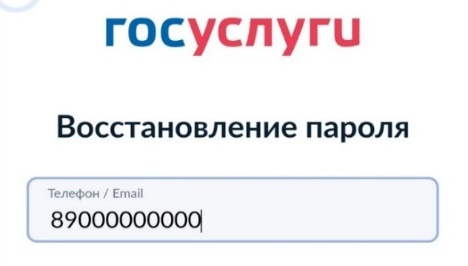 госуслуги
Восстановление пароля
Телефон / Email
89000000000